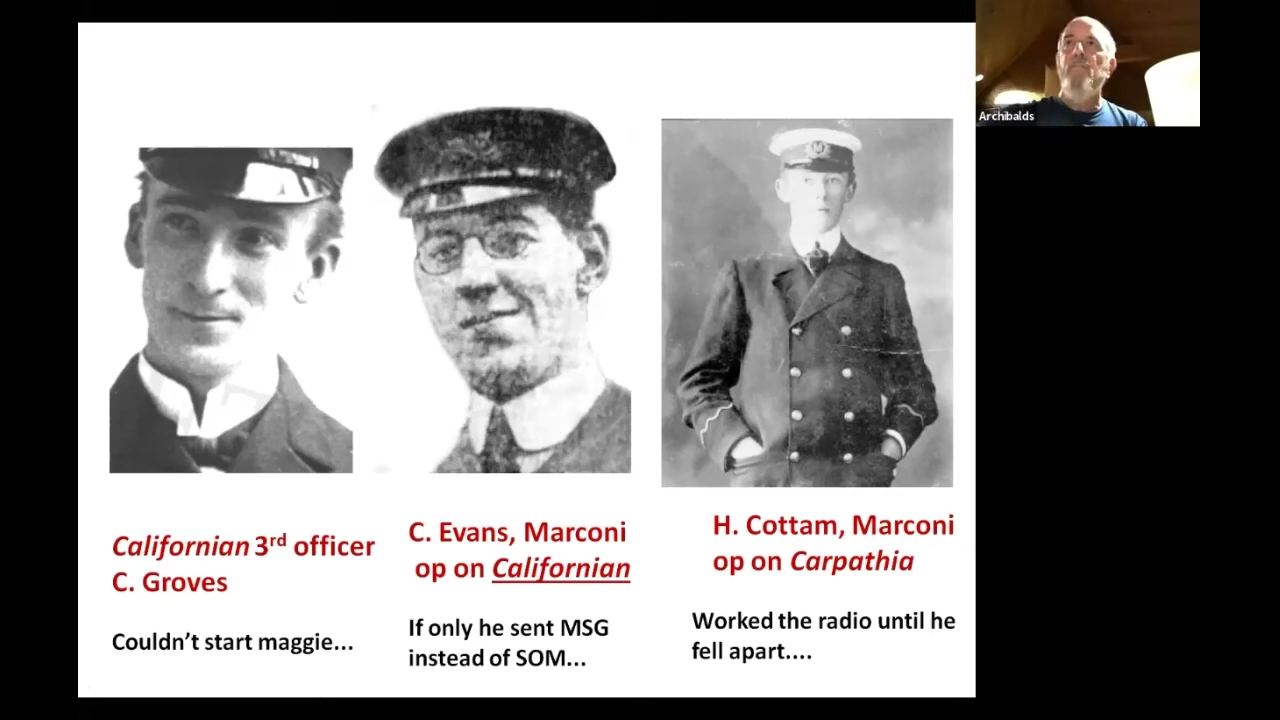 Archibalds
Californian 3rd officer
C. Groves
Couldn't start maggie...
C. Evans, Marconi
op on Californian
If only he sent MSG
instead of SOM...
H. Cottam, Marconi
op on Carpathia
Worked the radio until he
fell apart....
M